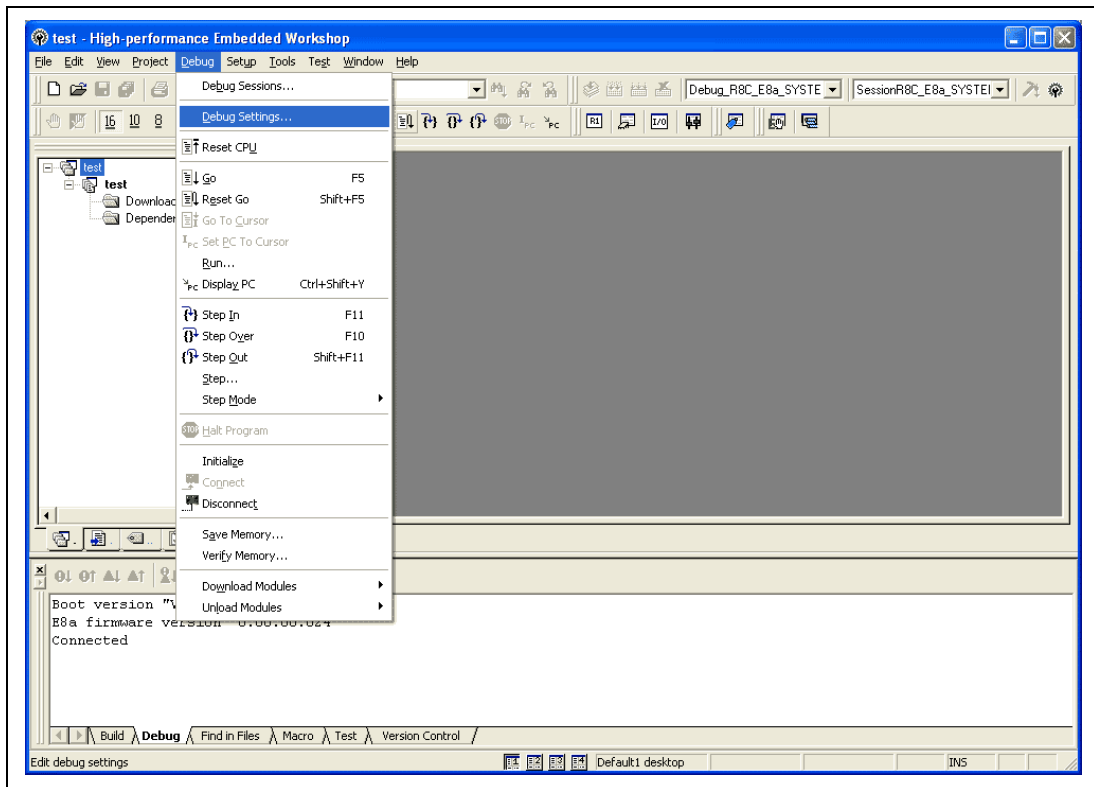 test - High-performance Embedded Workshop
File Edit View Project Debug Setup Tools Test Window Help
Debug_R8C_E8a_SYSTE SessionR8C_E8a_SYSTE
16 10 8
Debug Sessions...
Debug Settings...
Reset CPU
Go F5
Reset Go Shift+F5
Go To Cursor
Set PC To Cursor
Run...
Display PC Ctrl+Shift+Y
Step In F11
Step Over F10
Step Out Shift+F11
Step...
Step Mode
Halt Program
Initialize
Connect
Disconnect
Save Memory...
Verify Memory...
Download Modules
Unload Modules
test
test
Downloa
Depender
Boot version "V
E8a firmware version
Connected
Build Debug Find in Files Macro Test Version Control
Edit debug settings Default1 desktop INS